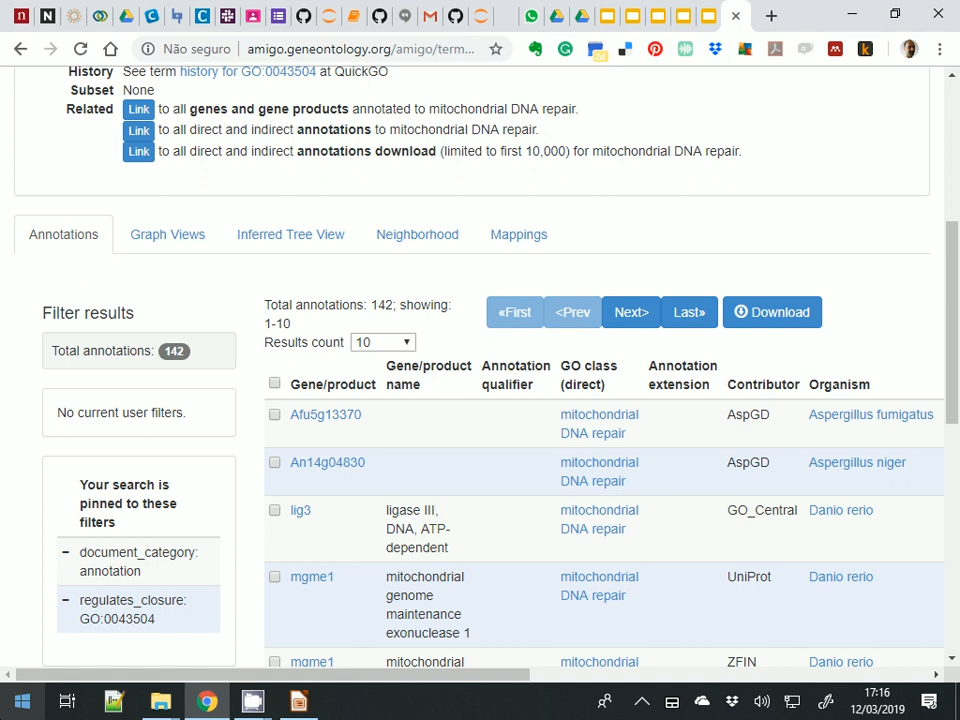 Não seguro amigo.geneontology.org/amigo/term...
History See term history for GO:0043504 at QuickGO
Subset None
Related Link to all genes and gene products annotated to mitochondrial DNA repair.
Link to all direct and indirect annotations to mitochondrial DNA repair.
Link to all direct and indirect annotations download (limited to first 10,000) for mitochondrial DNA repair.
Annotations Graph Views Inferred Tree View Neighborhood Mappings
Filter results
Total annotations: 142
No current user filters.
Your search is
pinned to these
filters
– document_category:
annotation
– regulates_closure:
GO:0043504
Total annotations: 142; showing:
1-10
Results count 10
«First <Prev Next> Last» Download
Gene/product Gene/product name Annotation qualifier GO class (direct) Annotation extension Contributor Organism
Afu5g13370 mitochondrial DNA repair AspGD Aspergillus fumigatus
An14g04830 mitochondrial DNA repair AspGD Aspergillus niger
lig3 ligase III, DNA, ATP-dependent mitochondrial DNA repair GO_Central Danio rerio
mgme1 mitochondrial genome maintenance exonuclease 1 mitochondrial DNA repair UniProt Danio rerio
mgme1 mitochondrial mitochondrial ZFIN Danio rerio
17:16
12/03/2019